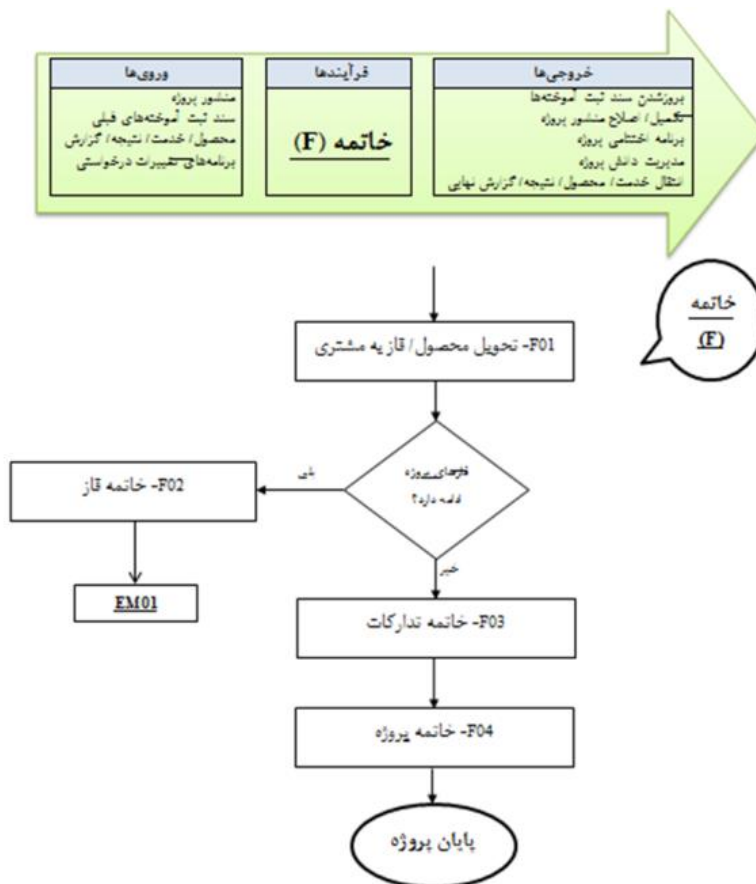 ورودی‌ها
منشور پروژه
سند ثبت آموخته‌های قبلی
محصول/ خدمت/ نتیجه/ گزارش
برنامه‌های تغییرات درخواستی
فرآیندها
خاتمه (F)
خروجی‌ها
بروزشدن سند ثبت آموخته‌ها
تکمیل/ اصلاح منشور پروژه
برنامه اختتامی پروژه
مدیریت دانش پروژه
انتقال خدمت/ محصول/ نتیجه/ گزارش نهایی
خاتمه
(F)
F01- تحویل محصول/ فاز به مشتری
فازهای پروژه
ادامه دارد؟
بلی
خیر
F02- خاتمه فاز
EM01
F03- خاتمه تدارکات
F04- خاتمه پروژه
پایان پروژه